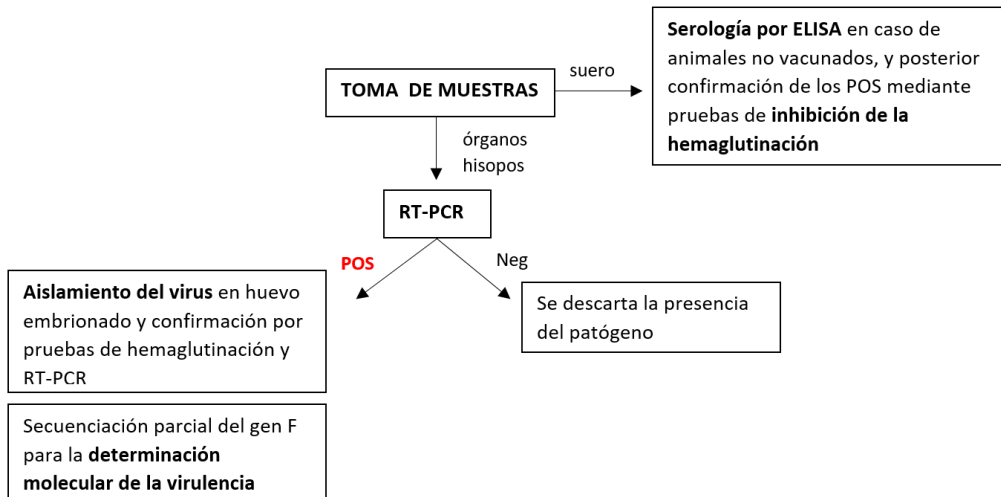 Serología por ELISA en caso de
animales no vacunados, y posterior
confirmación de los POS mediante
pruebas de inhibición de la
hemaglutinación
TOMA DE MUESTRAS
suero
órganos
hisopos
RT-PCR
POS
Neg
Aislamiento del virus en huevo
embrionado y confirmación por
pruebas de hemaglutinación y
RT-PCR
Se descarta la presencia
del patógeno
Secuenciación parcial del gen F
para la determinación
molecular de la virulencia